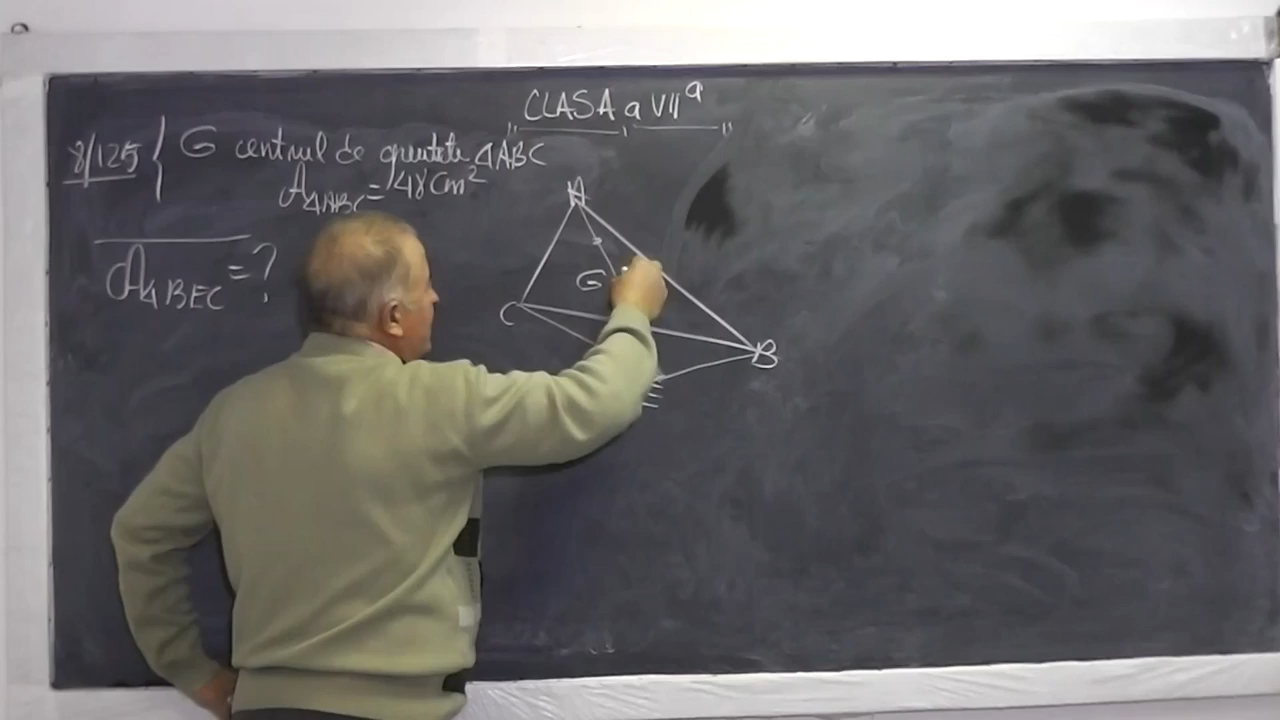 CLASA a VII a
8/125 { G centrul de greutate ΔABC
A ΔABC = 48 cm²
A ΔBEC = ?
A
G
C
B